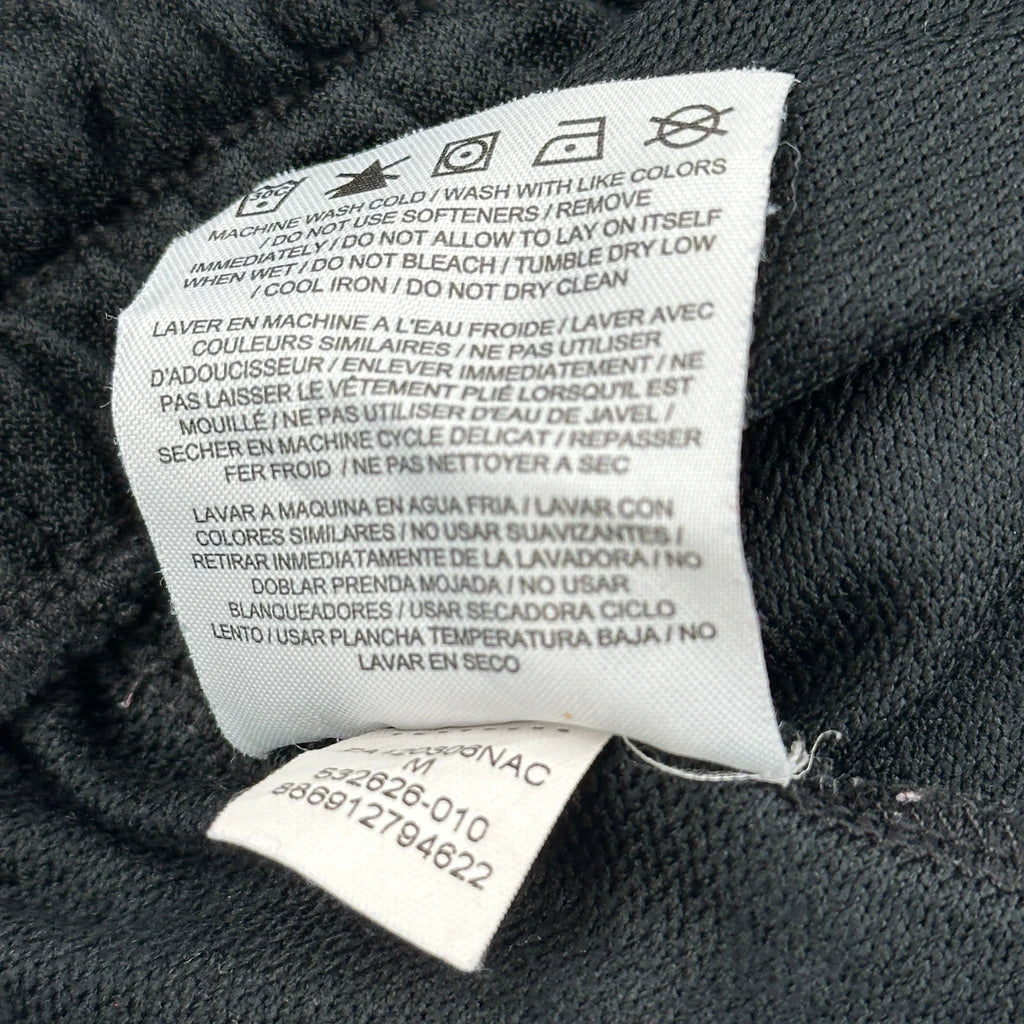 30C
MACHINE WASH COLD / WASH WITH LIKE COLORS
/ DO NOT USE SOFTENERS / REMOVE
IMMEDIATELY / DO NOT ALLOW TO LAY ON ITSELF
WHEN WET / DO NOT BLEACH / TUMBLE DRY LOW
/ COOL IRON / DO NOT DRY CLEAN
LAVER EN MACHINE A L'EAU FROIDE / LAVER AVEC
COULEURS SIMILAIRES / NE PAS UTILISER
D'ADOUCISSEUR / ENLEVER IMMEDIATEMENT / NE
PAS LAISSER LE VÊTEMENT PLIÉ LORSQU'IL EST
MOUILLÉ / NE PAS UTILISER D'EAU DE JAVEL /
SECHER EN MACHINE CYCLE DELICAT / REPASSER
FER FROID / NE PAS NETTOYER A SEC
LAVAR A MAQUINA EN AGUA FRIA / LAVAR CON
COLORES SIMILARES / NO USAR SUAVIZANTES /
RETIRAR INMEDIATAMENTE DE LA LAVADORA / NO
DOBLAR PRENDA MOJADA / NO USAR
BLANQUEADORES / USAR SECADORA CICLO
LENTO / USAR PLANCHA TEMPERATURA BAJA / NO
LAVAR EN SECO
M
532626-010
886912794622